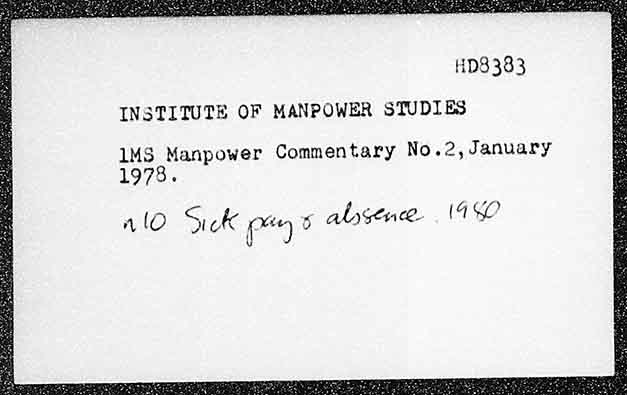 HD8383
INSTITUTE OF MANPOWER STUDIES
1MS Manpower Commentary No.2,January
1978.
n10 Sick pay & absence. 1980